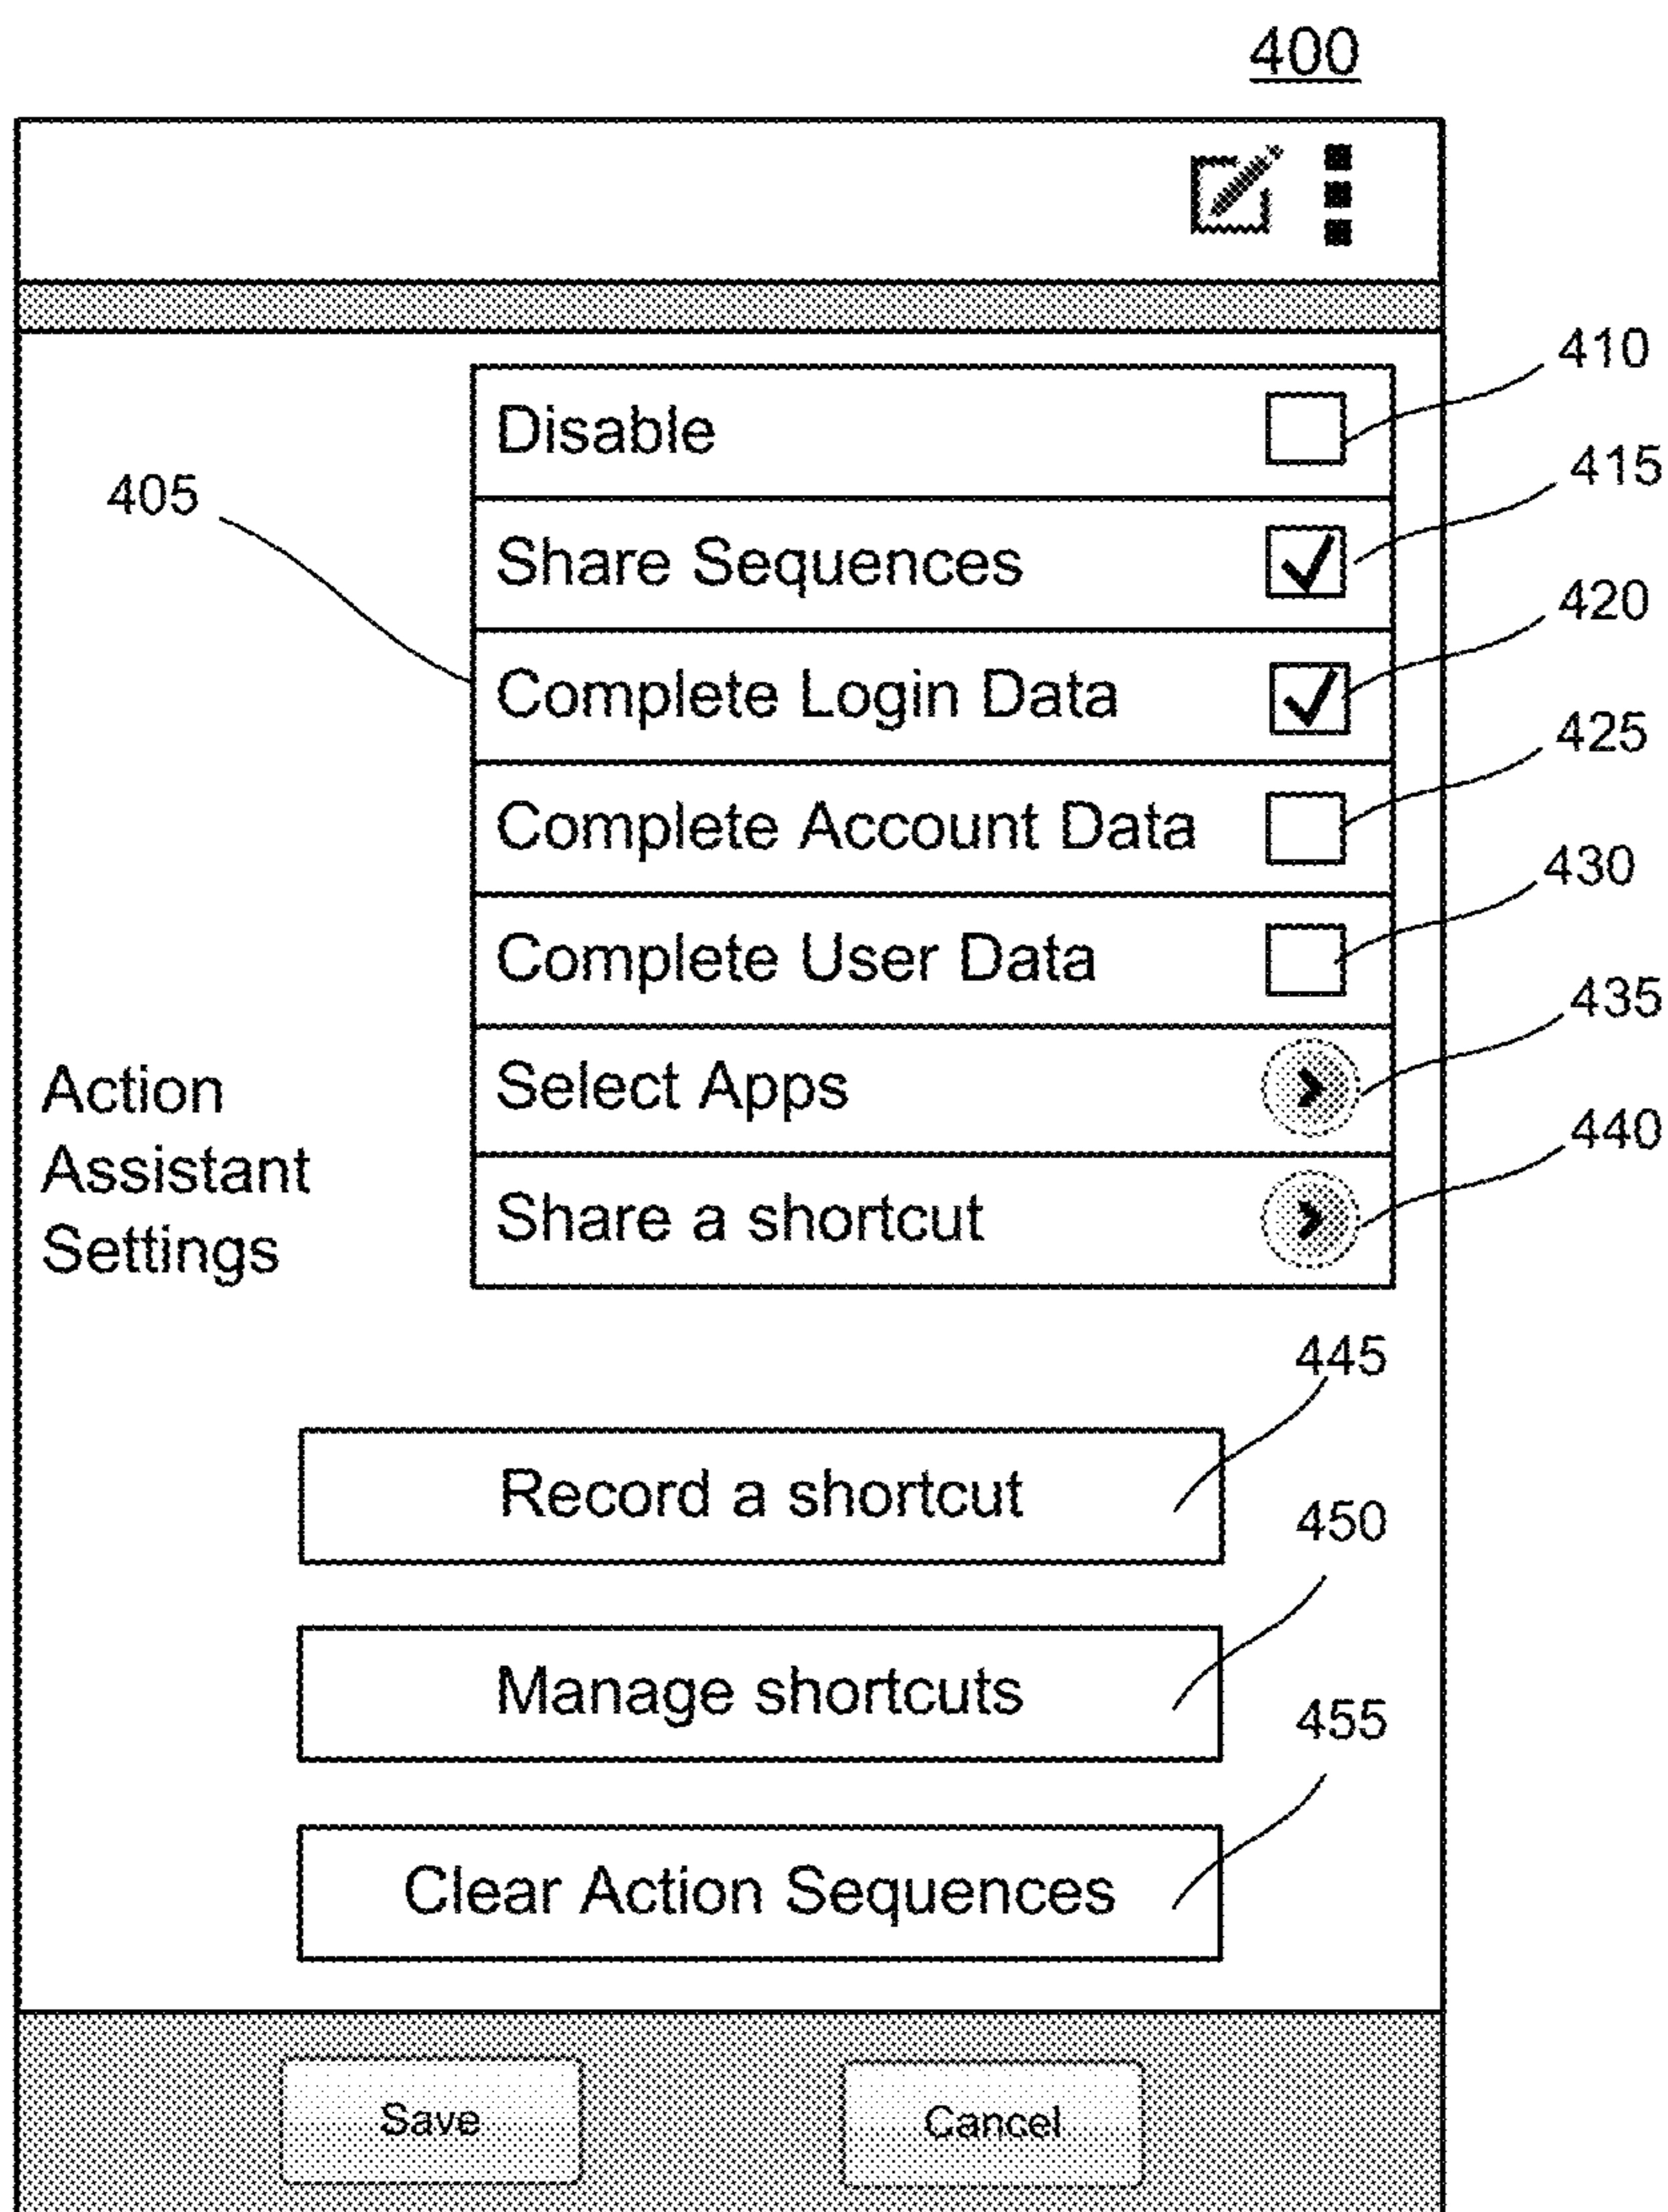 400
410
Disable
415
405
Share Sequences
420
Complete Login Data
425
Complete Account Data
430
Complete User Data
435
Select Apps
440
Share a shortcut
Action
Assistant
Settings
445
Record a shortcut
450
Manage shortcuts
455
Clear Action Sequences
Save
Cancel